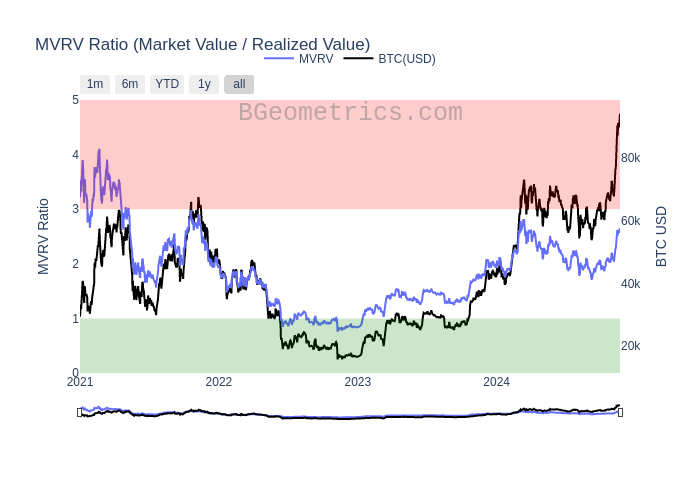 MVRV Ratio (Market Value / Realized Value)
MVRV BTC(USD)
1m 6m YTD 1y all
BGeometrics.com
5
4
3
2
1
0
MVRV Ratio
80k
60k
40k
20k
BTC USD
2021 2022 2023 2024